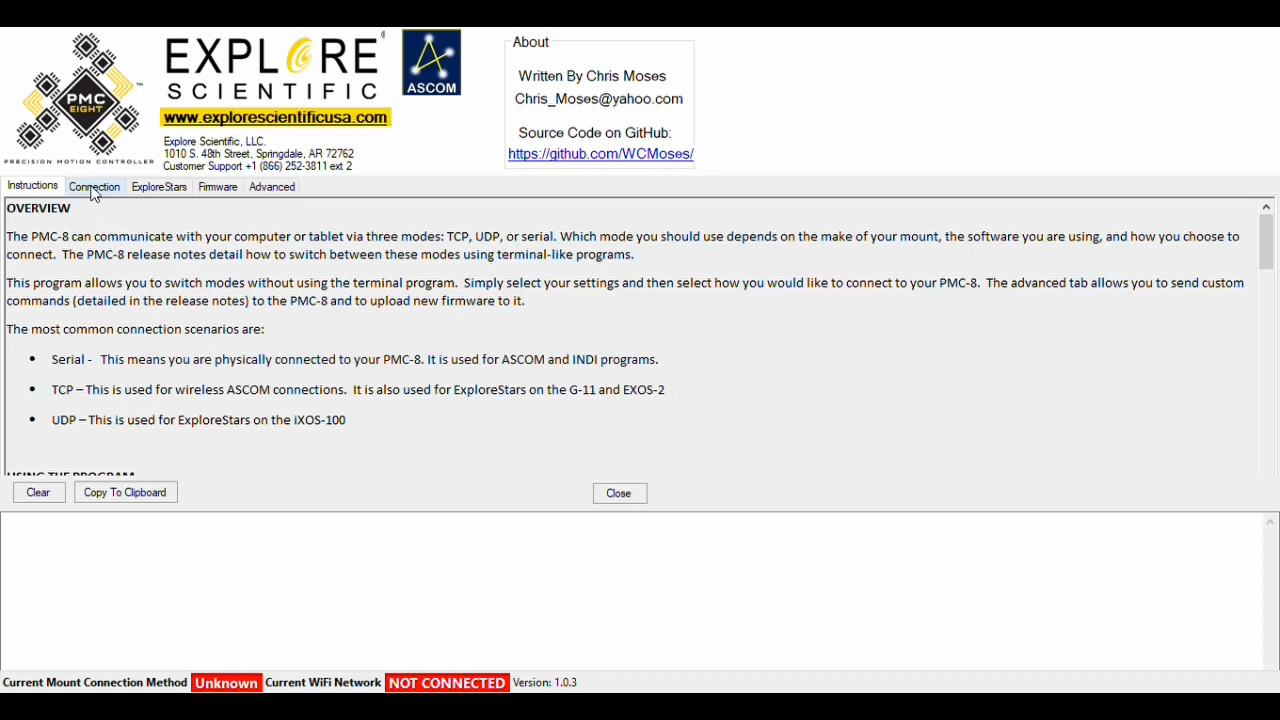 PMC
EIGHT
™
PRECISION MOTION CONTROLLER
EXPLORE
SCIENTIFIC
®
www.explorescientificusa.com
Explore Scientific, LLC.
1010 S. 48th Street, Springdale, AR 72762
Customer Support +1 (866) 252-3811 ext 2
ASCOM
About
Written By Chris Moses
Chris_Moses@yahoo.com
Source Code on GitHub:
https://github.com/WCMoses/
Instructions Connection ExploreStars Firmware Advanced
OVERVIEW
The PMC-8 can communicate with your computer or tablet via three modes: TCP, UDP, or serial. Which mode you should use depends on the make of your mount, the software you are using, and how you choose to
connect. The PMC-8 release notes detail how to switch between these modes using terminal-like programs.
This program allows you to switch modes without using the terminal program. Simply select your settings and then select how you would like to connect to your PMC-8. The advanced tab allows you to send custom
commands (detailed in the release notes) to the PMC-8 and to upload new firmware to it.
The most common connection scenarios are:
• Serial - This means you are physically connected to your PMC-8. It is used for ASCOM and INDI programs.
• TCP – This is used for wireless ASCOM connections. It is also used for ExploreStars on the G-11 and EXOS-2
• UDP – This is used for ExploreStars on the iXOS-100
USING THE PROGRAM
Clear Copy To Clipboard Close
Current Mount Connection Method Unknown Current WiFi Network NOT CONNECTED Version: 1.0.3